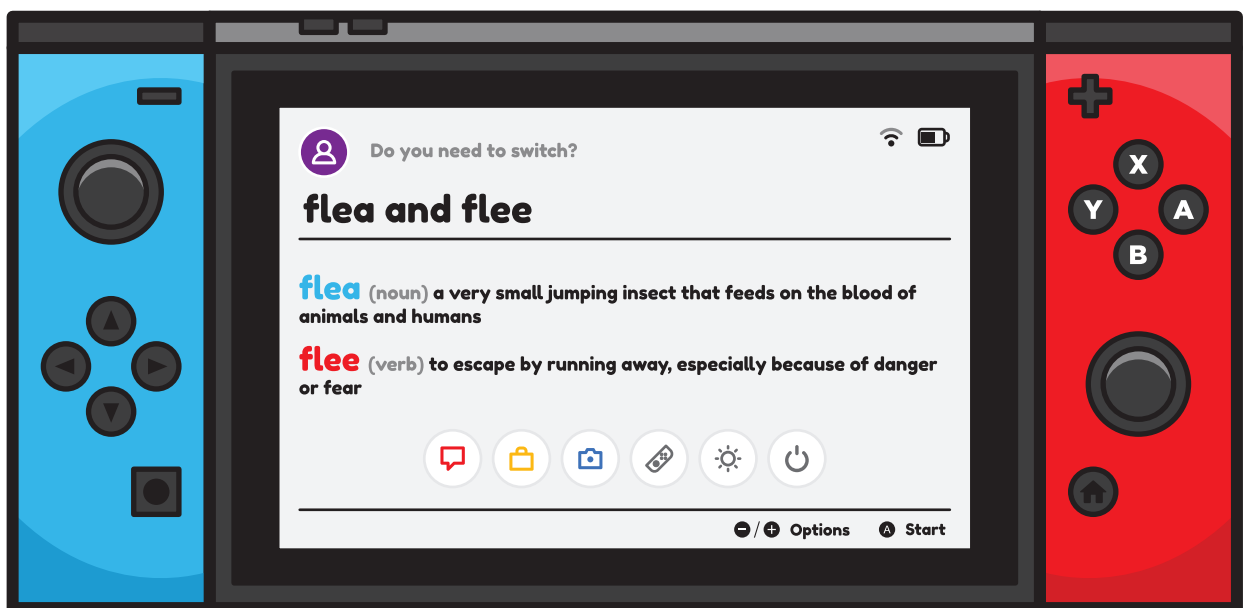 Do you need to switch?
flea and flee
flea (noun) a very small jumping insect that feeds on the blood of
animals and humans
flee (verb) to escape by running away, especially because of danger
or fear
X
Y A
B
/ Options A Start